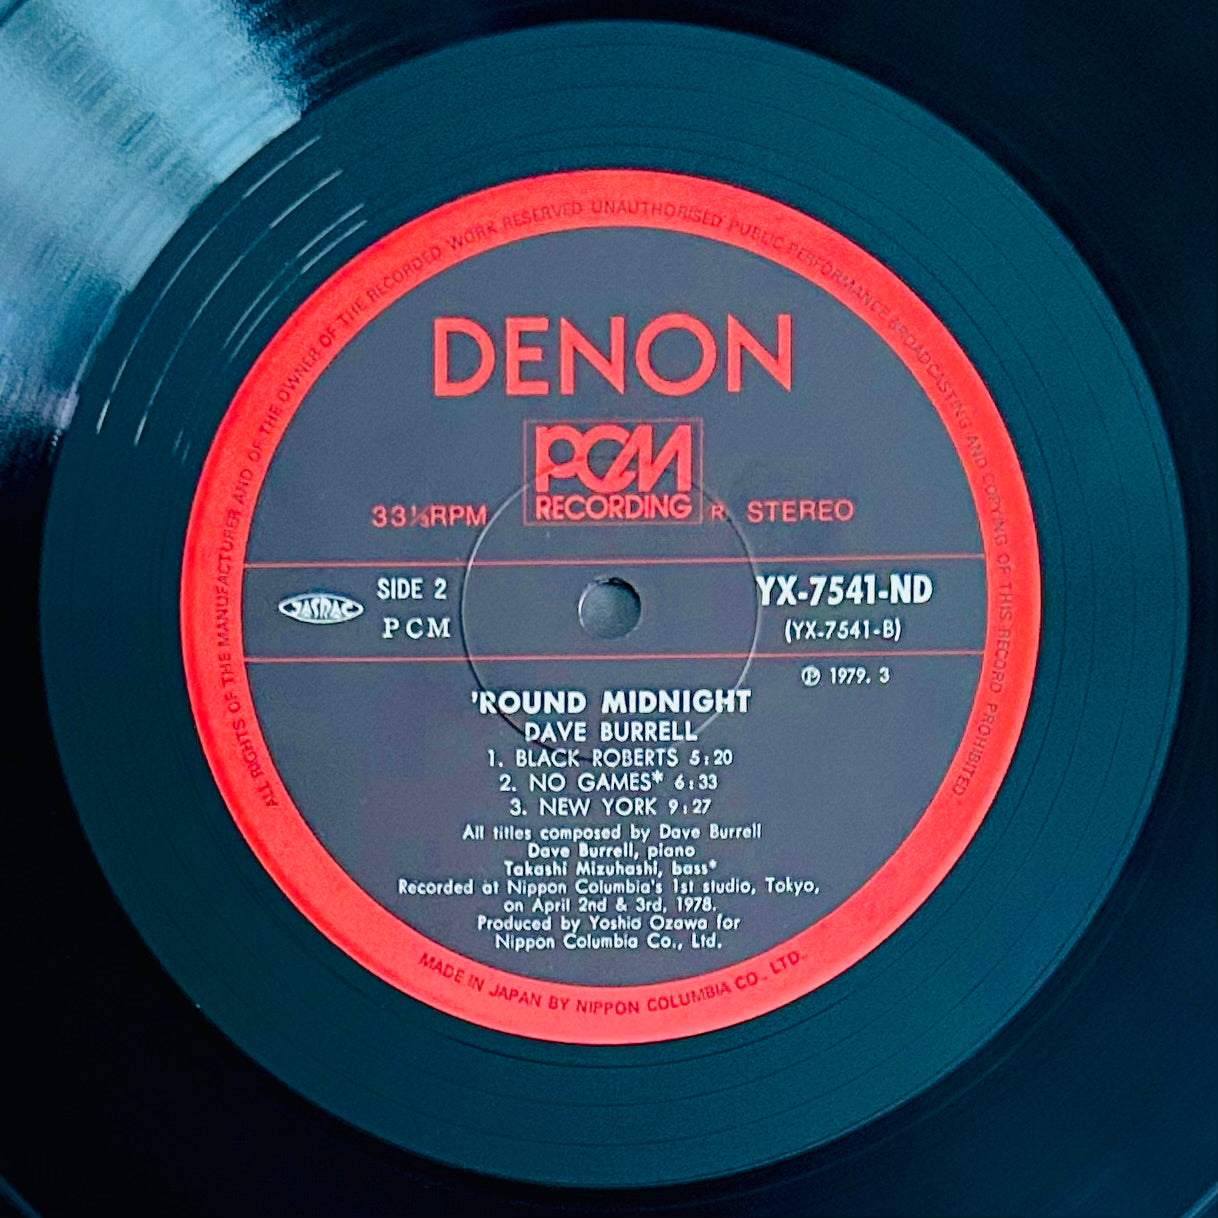 ALL RIGHTS OF THE MANUFACTURER AND OF THE OWNER OF THE RECORDED WORK RESERVED UNAUTHORISED PUBLIC PERFORMANCE BROADCASTING AND COPYING OF THIS RECORD PROHIBITED
DENON
PCM
RECORDING
33⅓RPM
R STEREO
JASRAC
SIDE 2
PCM
YX-7541-ND
(YX-7541-B)
Ⓟ 1979. 3
'ROUND MIDNIGHT
DAVE BURRELL
1. BLACK ROBERTS 5:20
2. NO GAMES* 6:33
3. NEW YORK 9:27
All titles composed by Dave Burrell
Dave Burrell, piano
Takashi Mizuhashi, bass*
Recorded at Nippon Columbia's 1st studio, Tokyo,
on April 2nd & 3rd, 1978.
Produced by Yoshio Ozawa for
Nippon Columbia Co., Ltd.
MADE IN JAPAN BY NIPPON COLUMBIA CO., LTD.